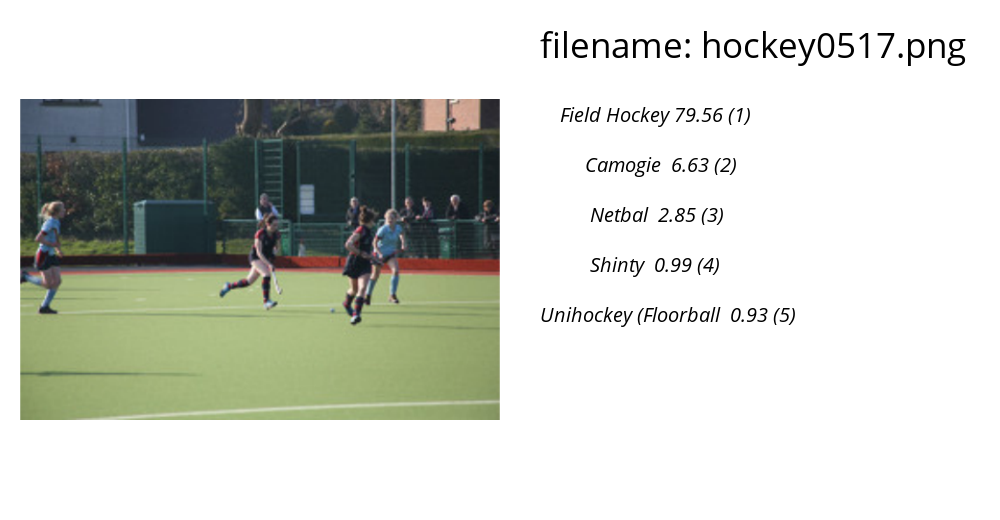 filename: hockey0517.png
Field Hockey 79.56 (1)
Camogie 6.63 (2)
Netbal 2.85 (3)
Shinty 0.99 (4)
Unihockey (Floorball 0.93 (5)